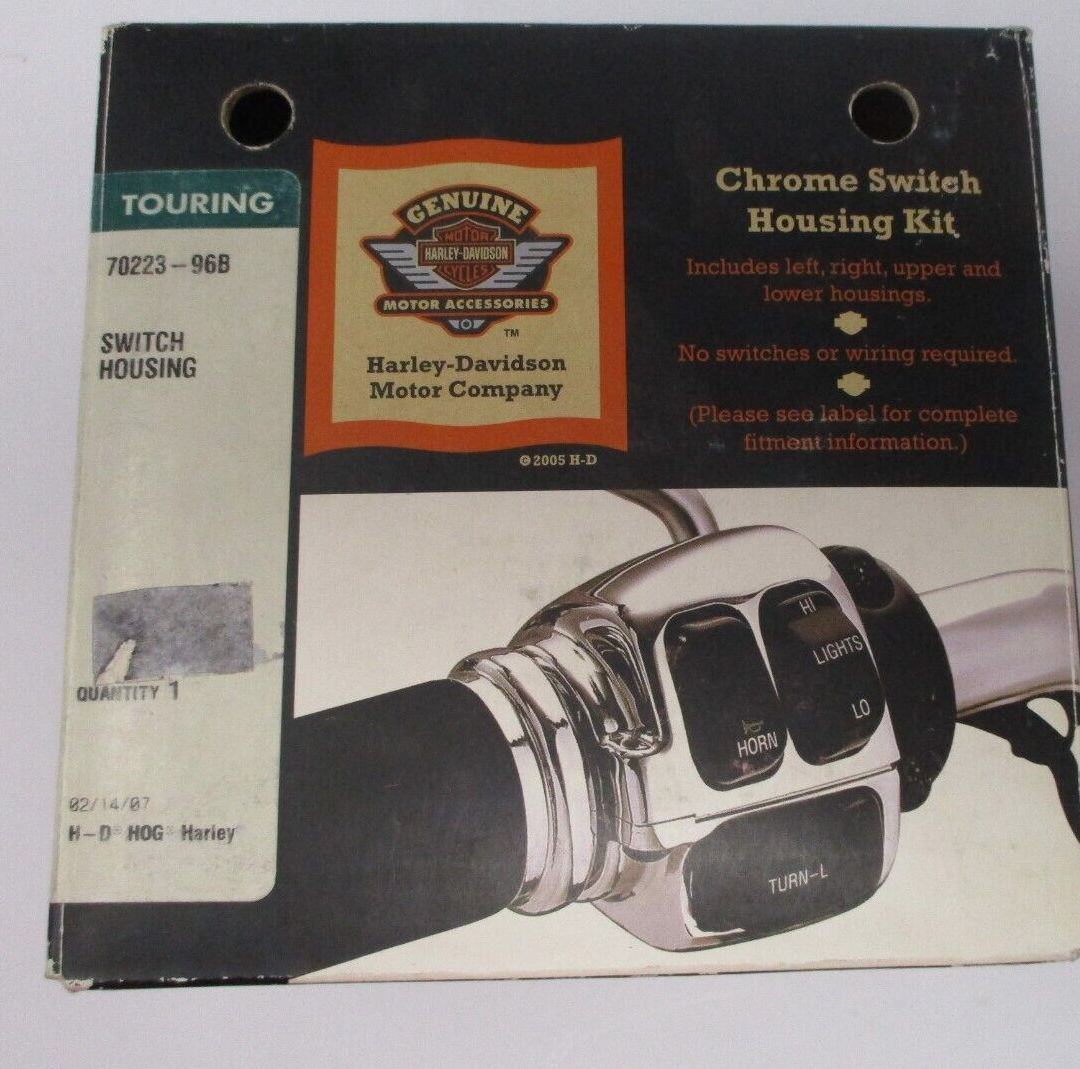 TOURING
70223-96B
SWITCH
HOUSING
QUANTITY 1
02/14/07
H-D® HOG® Harley®
GENUINE
MOTOR
HARLEY-DAVIDSON
CYCLES
MOTOR ACCESSORIES
TM
Harley-Davidson
Motor Company
© 2005 H-D
Chrome Switch
Housing Kit
Includes left, right, upper and
lower housings.
No switches or wiring required.
(Please see label for complete
fitment information.)
HI
LIGHTS
LO
HORN
TURN-L